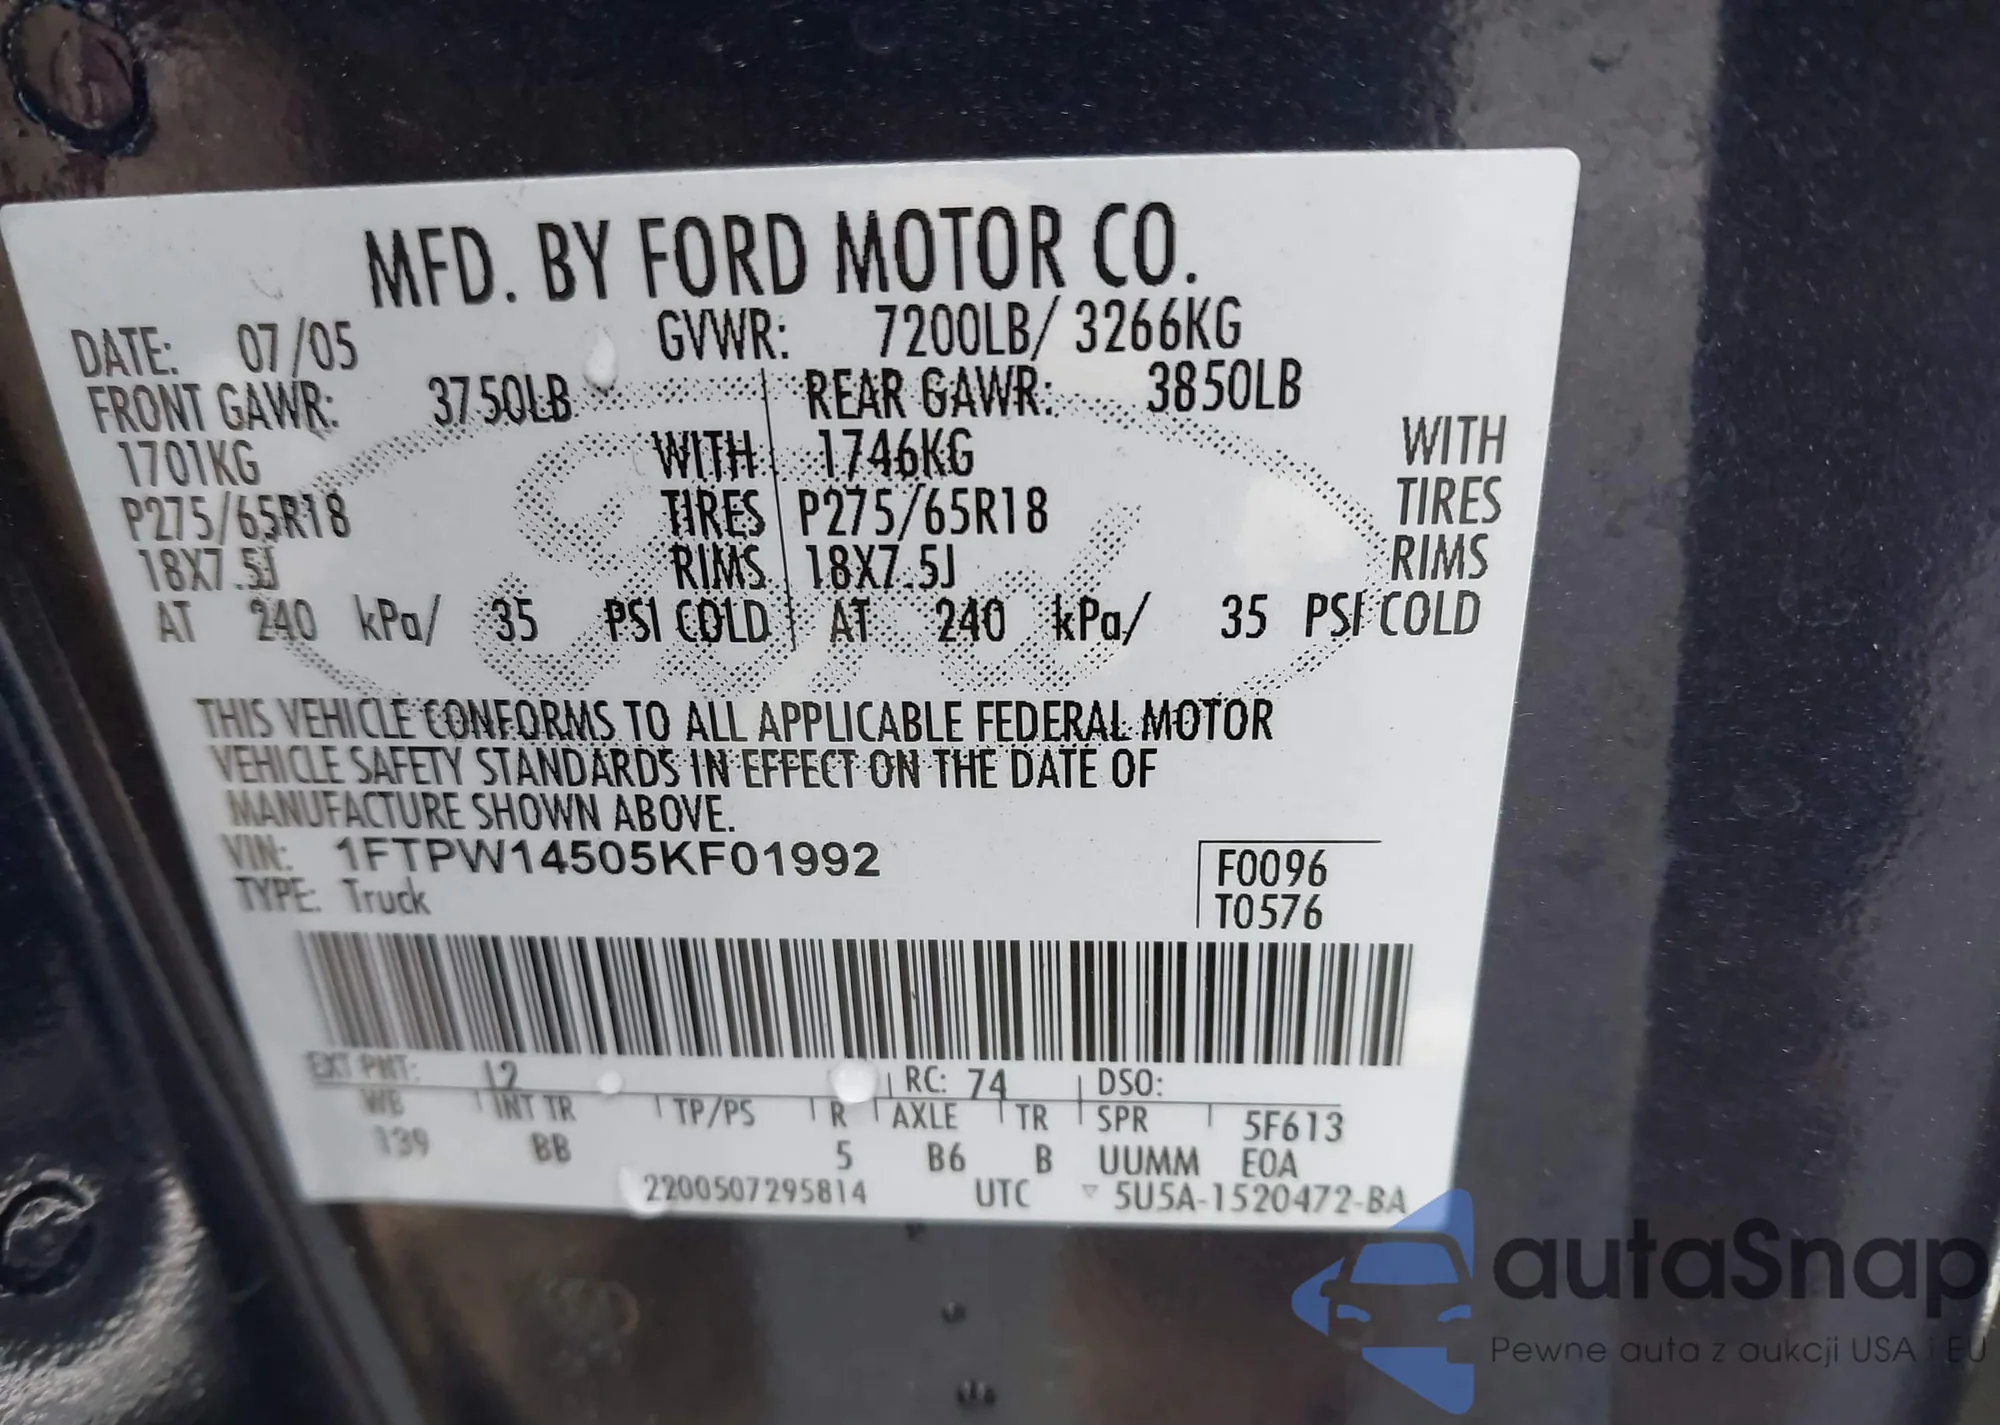 MFD. BY FORD MOTOR CO.
DATE: 07/05 GVWR: 7200LB/ 3266KG
FRONT GAWR: 3750LB REAR GAWR: 3850LB
1701KG WITH 1746KG WITH
P275/65R18 TIRES P275/65R18 TIRES
18X7.5J RIMS 18X7.5J RIMS
AT 240 kPa/ 35 PSI COLD AT 240 kPa/ 35 PSI COLD
THIS VEHICLE CONFORMS TO ALL APPLICABLE FEDERAL MOTOR
VEHICLE SAFETY STANDARDS IN EFFECT ON THE DATE OF
MANUFACTURE SHOWN ABOVE.
VIN: 1FTPW14505KF01992
TYPE: Truck
F0096
T0576
EXT PNT: L2 RC: 74 DSO:
WB INT TR TP/PS R AXLE TR SPR 5F613
139 BB 5 B6 B UUMM E0A
2200507295814 UTC ▽ 5U5A-1520472-BA
autaSnap
Pewne auta z aukcji USA i EU